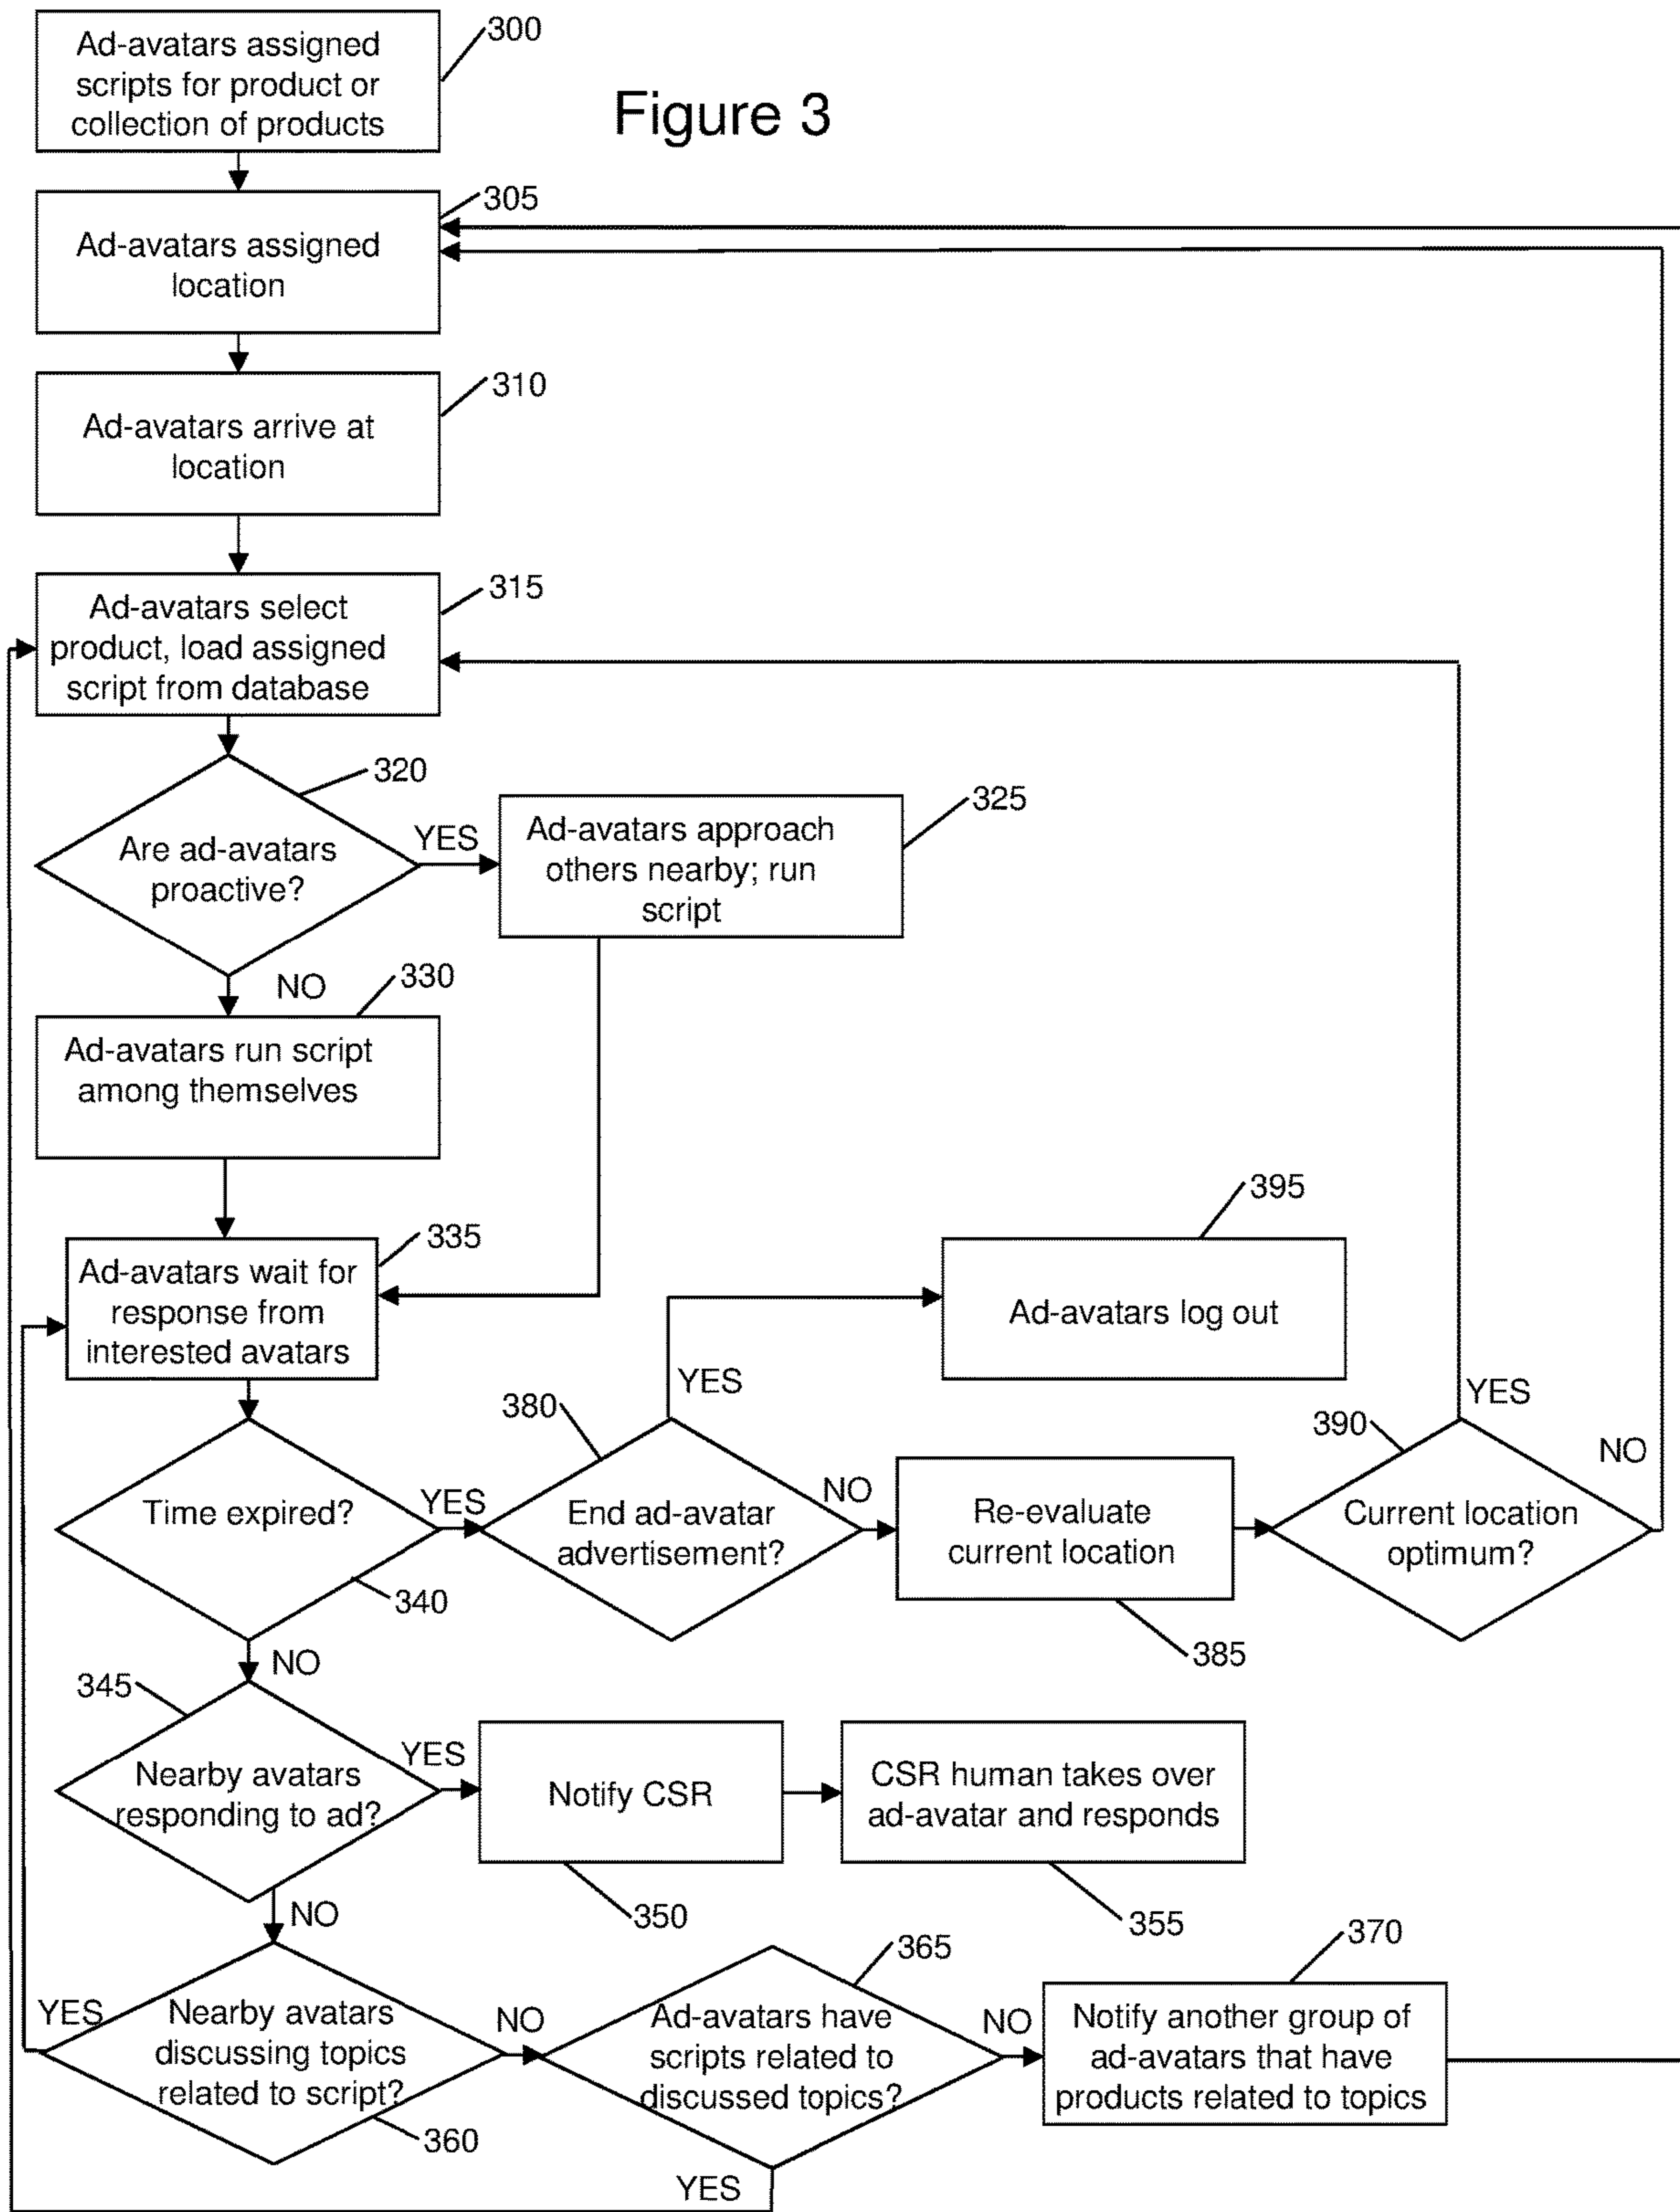 Figure 3
Ad-avatars assigned
scripts for product or
collection of products
300
Ad-avatars assigned
location
305
Ad-avatars arrive at
location
310
Ad-avatars select
product, load assigned
script from database
315
Are ad-avatars
proactive?
320
YES
NO
Ad-avatars approach
others nearby; run
script
325
Ad-avatars run script
among themselves
330
Ad-avatars wait for
response from
interested avatars
335
Time expired?
340
YES
NO
End ad-avatar
advertisement?
380
YES
NO
Ad-avatars log out
395
Re-evaluate
current location
385
Current location
optimum?
390
YES
NO
Nearby avatars
responding to ad?
345
YES
NO
Notify CSR
350
CSR human takes over
ad-avatar and responds
355
Nearby avatars
discussing topics
related to script?
360
YES
NO
Ad-avatars have
scripts related to
discussed topics?
365
NO
YES
Notify another group of
ad-avatars that have
products related to topics
370